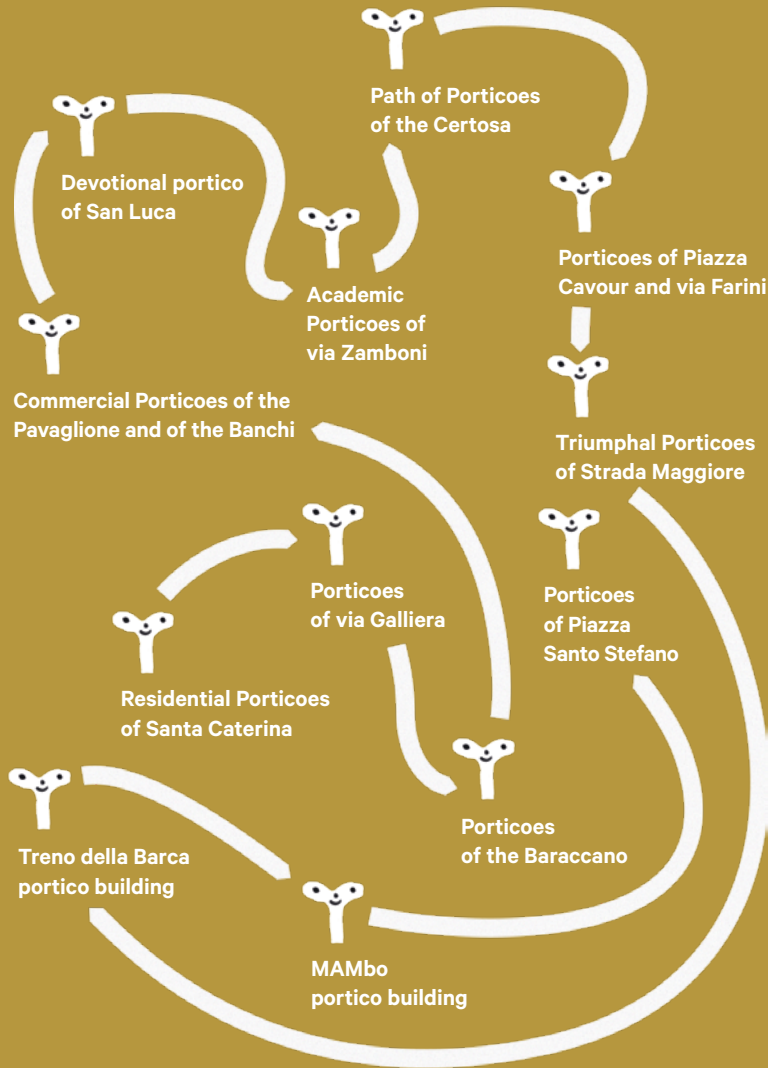 Path of Porticoes
of the Certosa
Devotional portico
of San Luca
Porticoes of Piazza
Cavour and via Farini
Academic
Porticoes of
via Zamboni
Commercial Porticoes of the
Pavaglione and of the Banchi
Triumphal Porticoes
of Strada Maggiore
Porticoes
of via Galliera
Porticoes
of Piazza
Santo Stefano
Residential Porticoes
of Santa Caterina
Porticoes
of the Baraccano
Treno della Barca
portico building
MAMbo
portico building